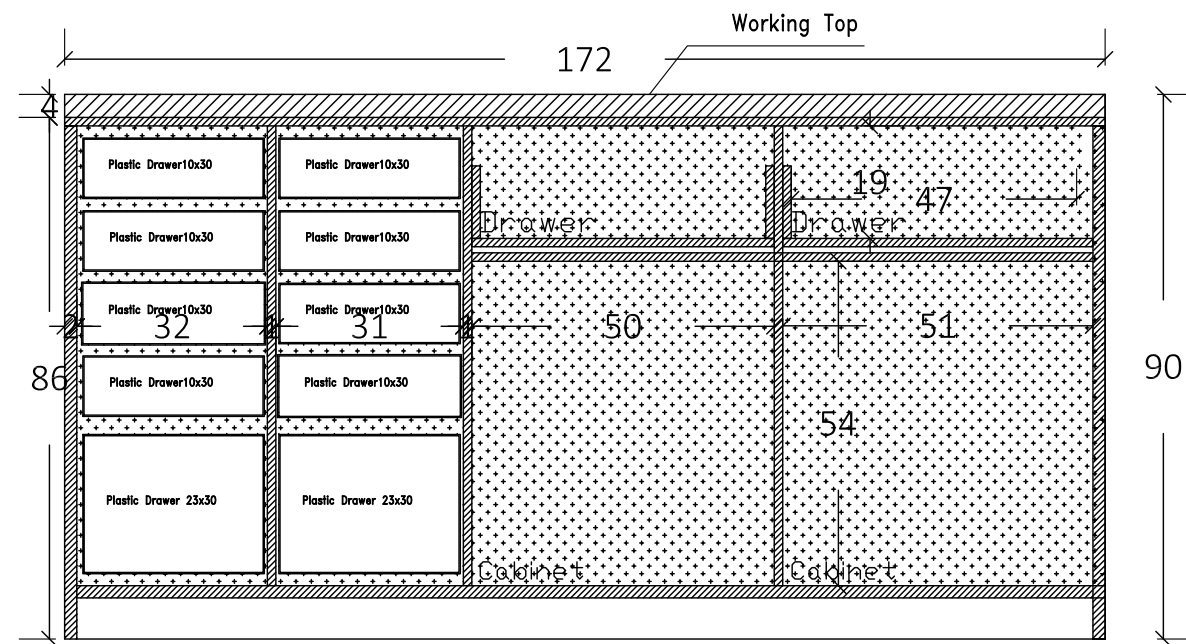 Working Top
172
4
Plastic Drawer10x30
Plastic Drawer10x30
19
47
Drawer
Drawer
Plastic Drawer10x30
Plastic Drawer10x30
Plastic Drawer10x30
Plastic Drawer10x30
2
32
1
31
1
50
51
86
90
Plastic Drawer10x30
Plastic Drawer10x30
54
Plastic Drawer 23x30
Plastic Drawer 23x30
Cabinet
Cabinet